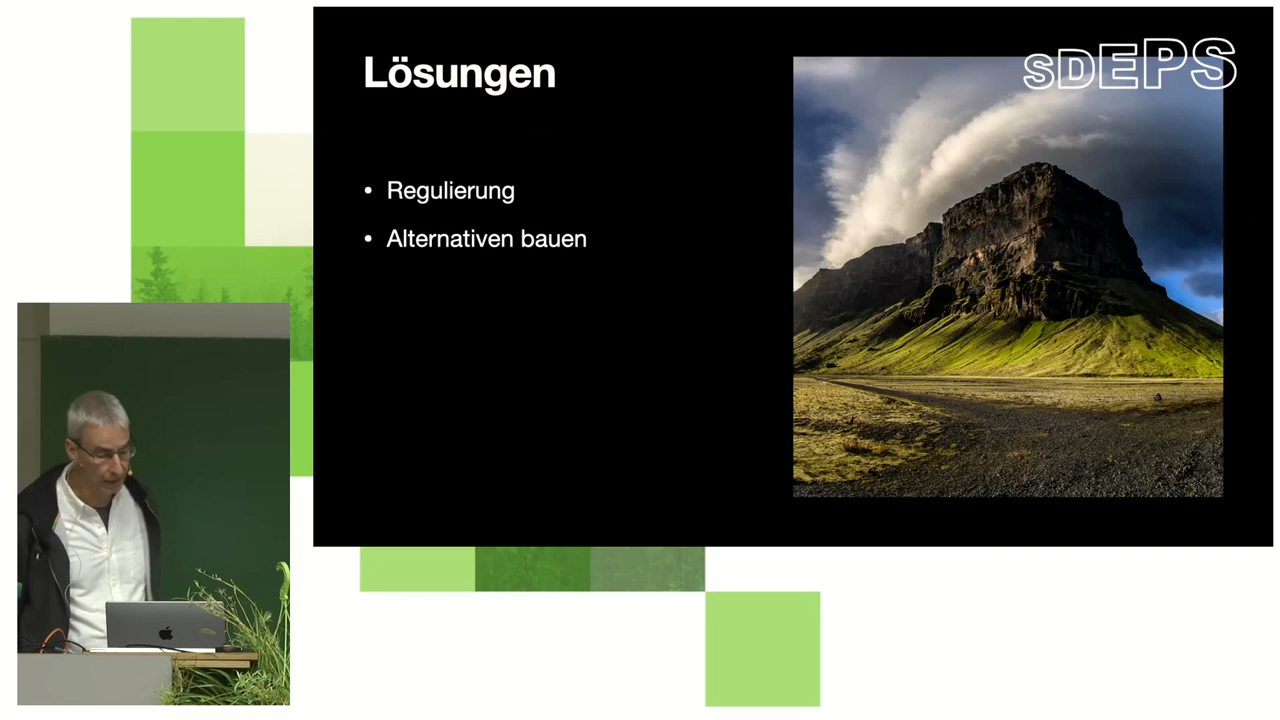 Lösungen
SDEPS
• Regulierung
• Alternativen bauen